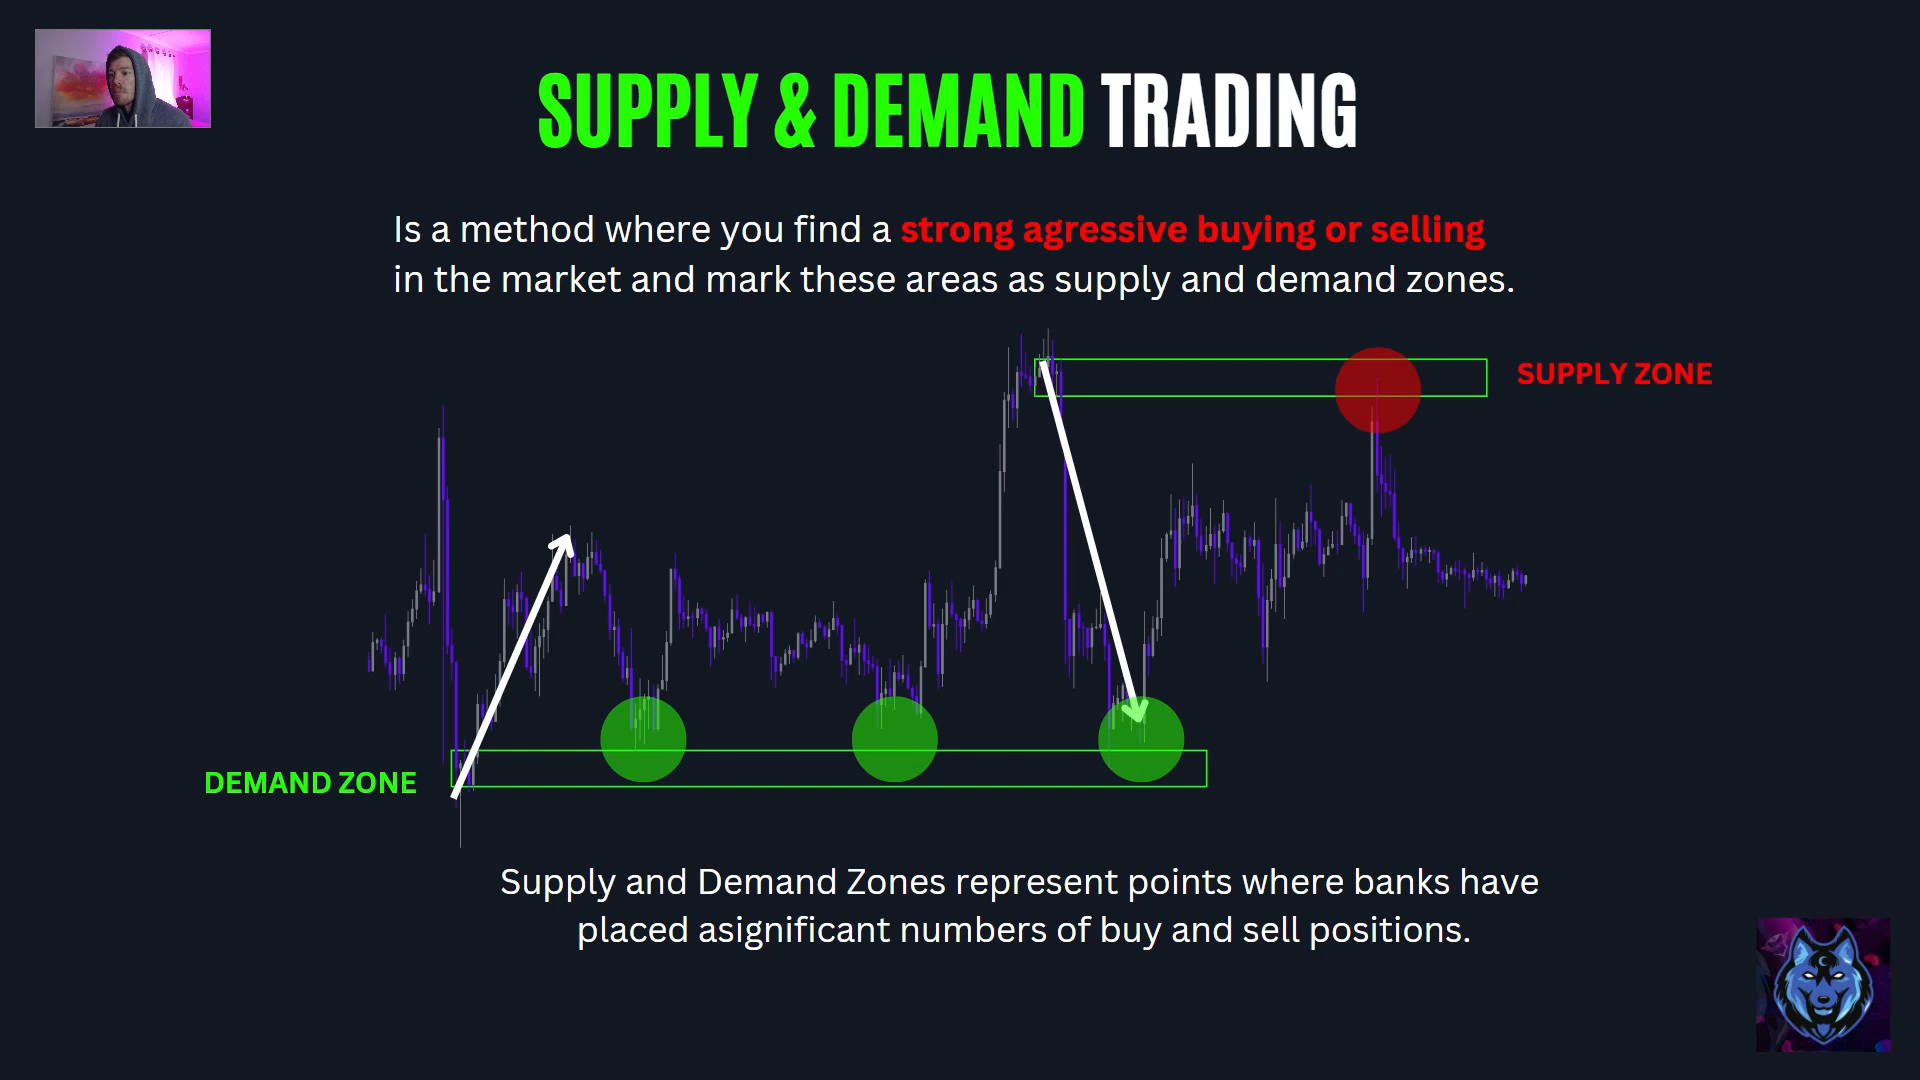 SUPPLY & DEMAND TRADING
Is a method where you find a strong agressive buying or selling
in the market and mark these areas as supply and demand zones.
SUPPLY ZONE
DEMAND ZONE
Supply and Demand Zones represent points where banks have
placed asignificant numbers of buy and sell positions.